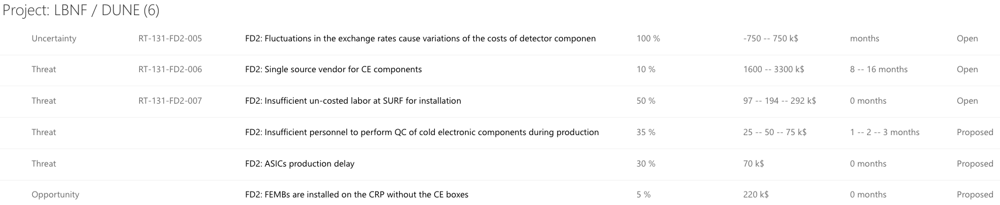 Project: LBNF / DUNE (6)
Uncertainty RT-131-FD2-005 FD2: Fluctuations in the exchange rates cause variations of the costs of detector componen 100 % -750 -- 750 k$ months Open
Threat RT-131-FD2-006 FD2: Single source vendor for CE components 10 % 1600 -- 3300 k$ 8 -- 16 months Open
Threat RT-131-FD2-007 FD2: Insufficient un-costed labor at SURF for installation 50 % 97 -- 194 -- 292 k$ 0 months Open
Threat FD2: Insufficient personnel to perform QC of cold electronic components during production 35 % 25 -- 50 -- 75 k$ 1 -- 2 -- 3 months Proposed
Threat FD2: ASICs production delay 30 % 70 k$ 0 months Proposed
Opportunity FD2: FEMBs are installed on the CRP without the CE boxes 5 % 220 k$ 0 months Proposed